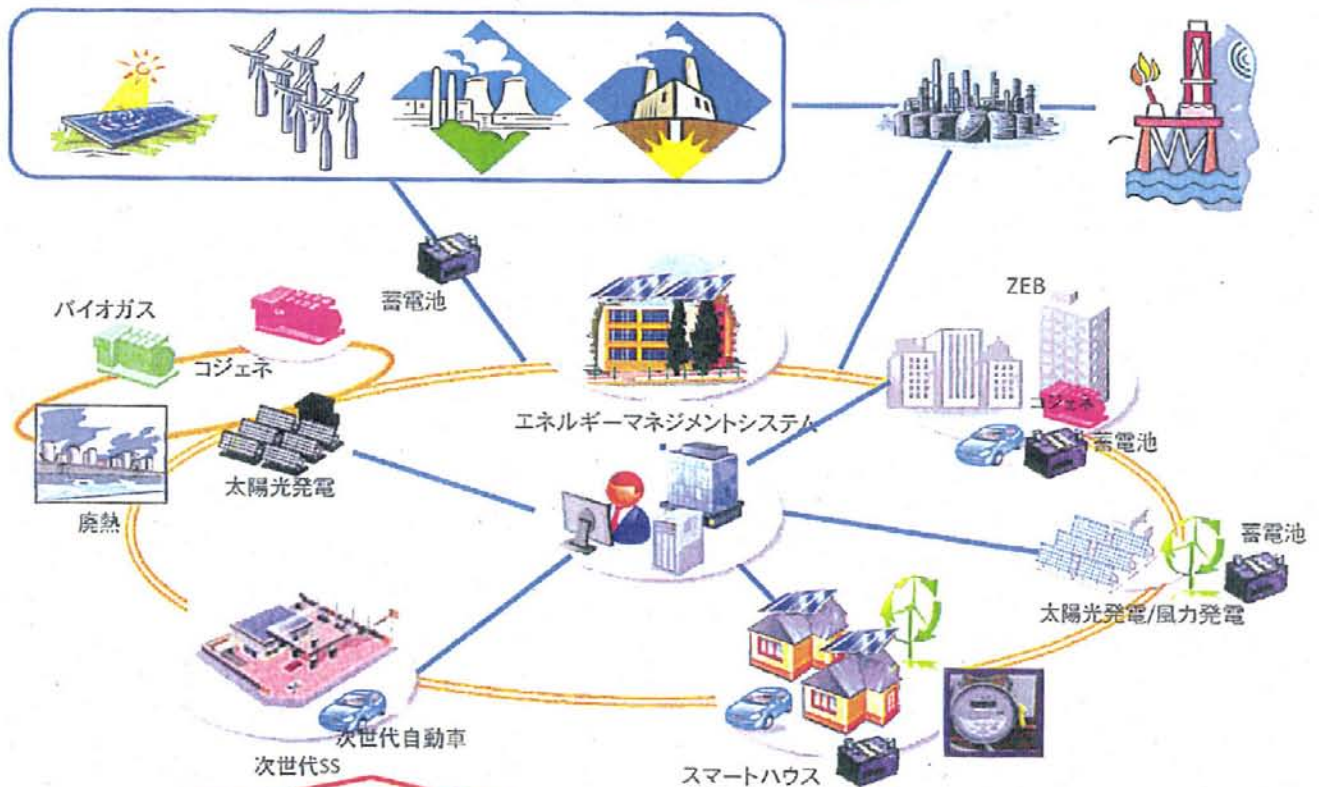 蓄電池
ZEB
バイオガス
コジェネ
エネルギーマネジメントシステム
コジェネ
蓄電池
太陽光発電
廃熱
蓄電池
太陽光発電/風力発電
次世代自動車
次世代SS
スマートハウス